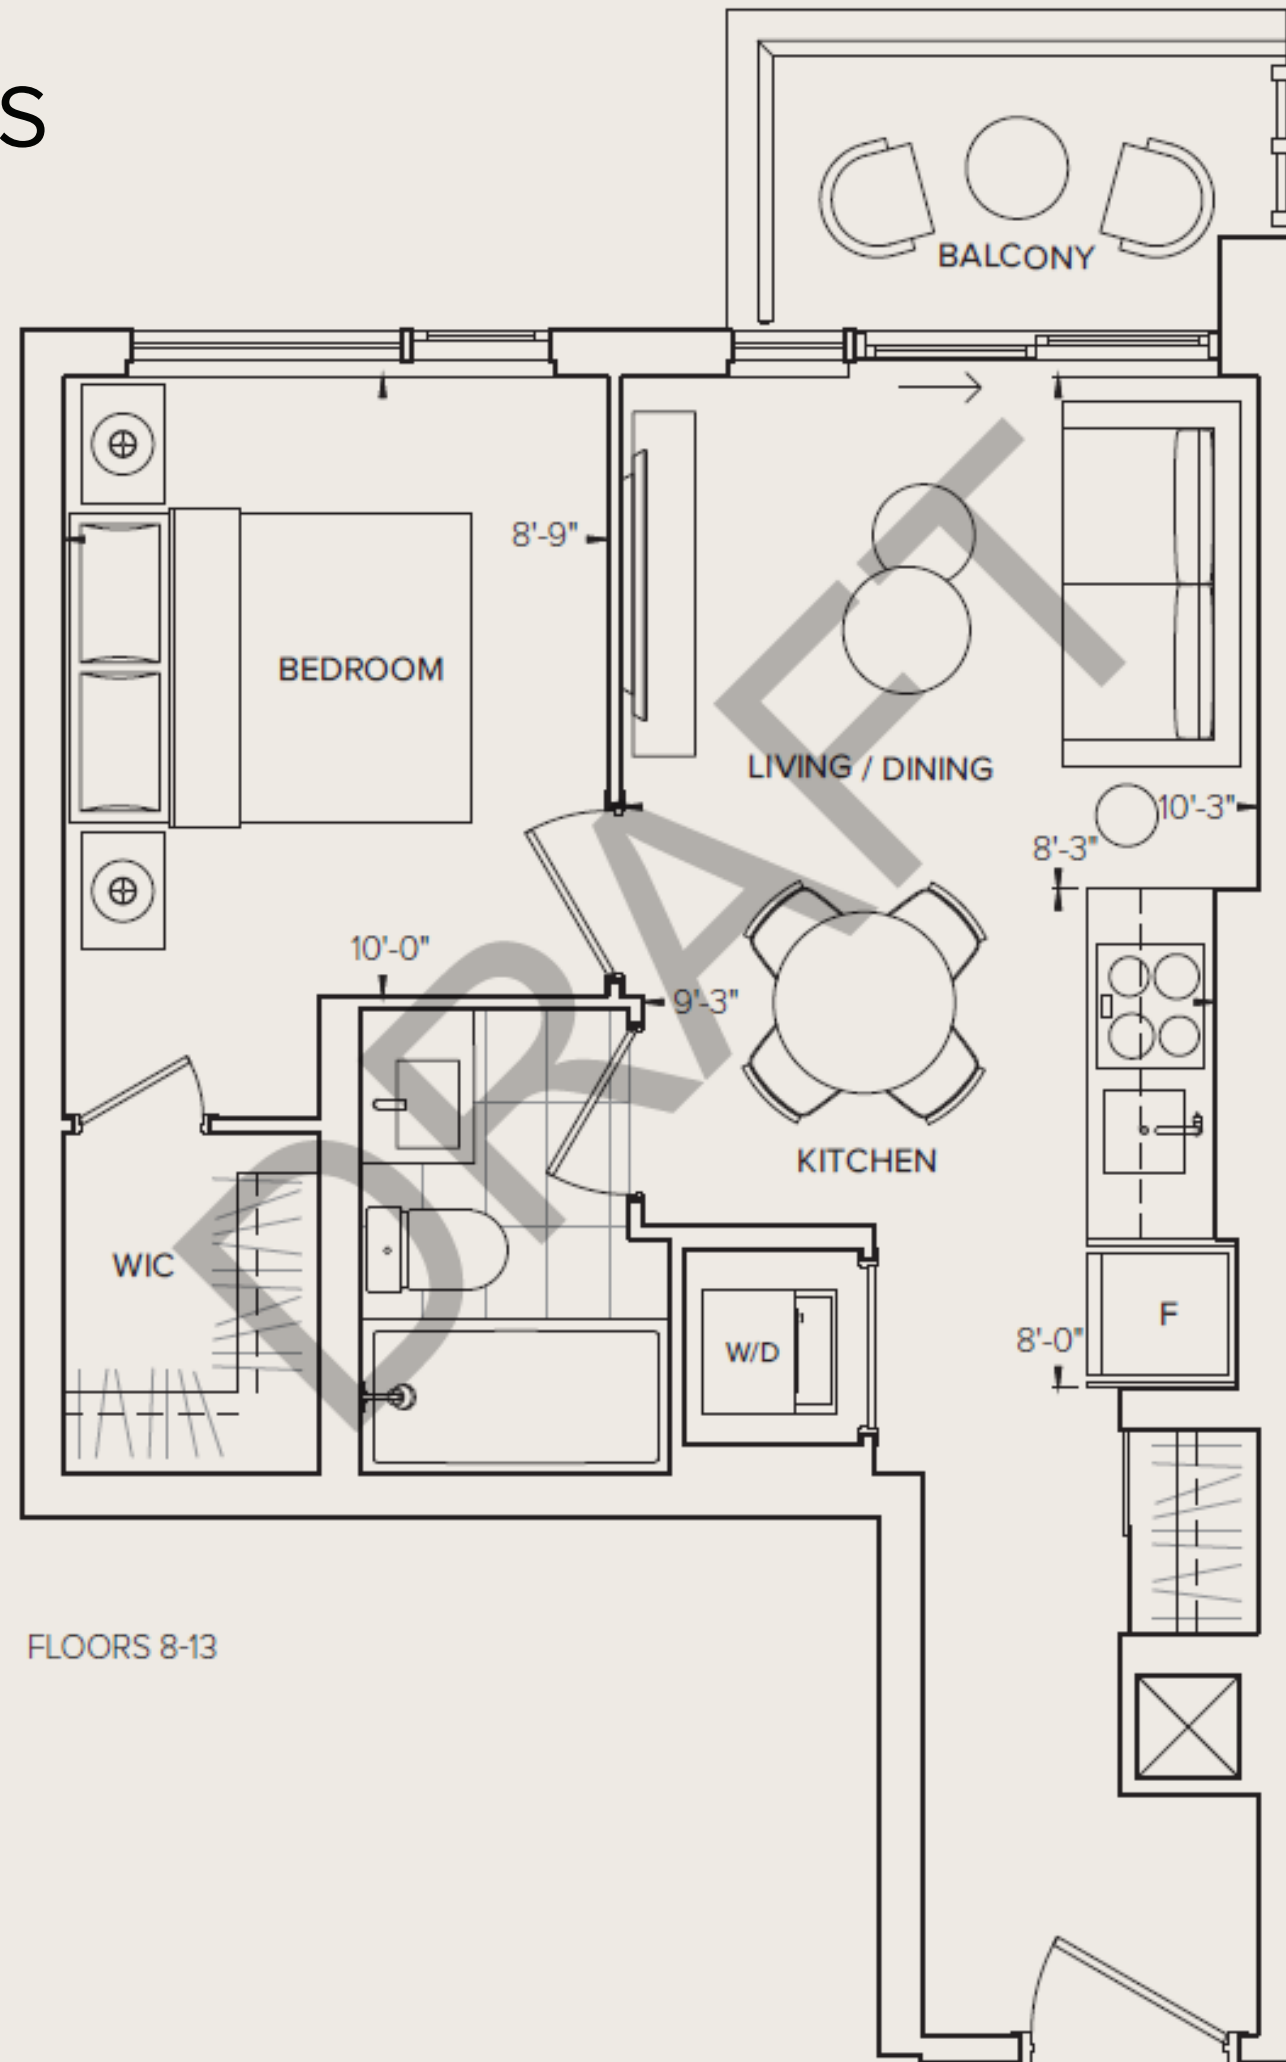 S
BALCONY
8'-9"
BEDROOM
LIVING / DINING
10'-3"
8'-3"
10'-0"
9'-3"
KITCHEN
WIC
F
8'-0"
W/D
FLOORS 8-13
DRAFT